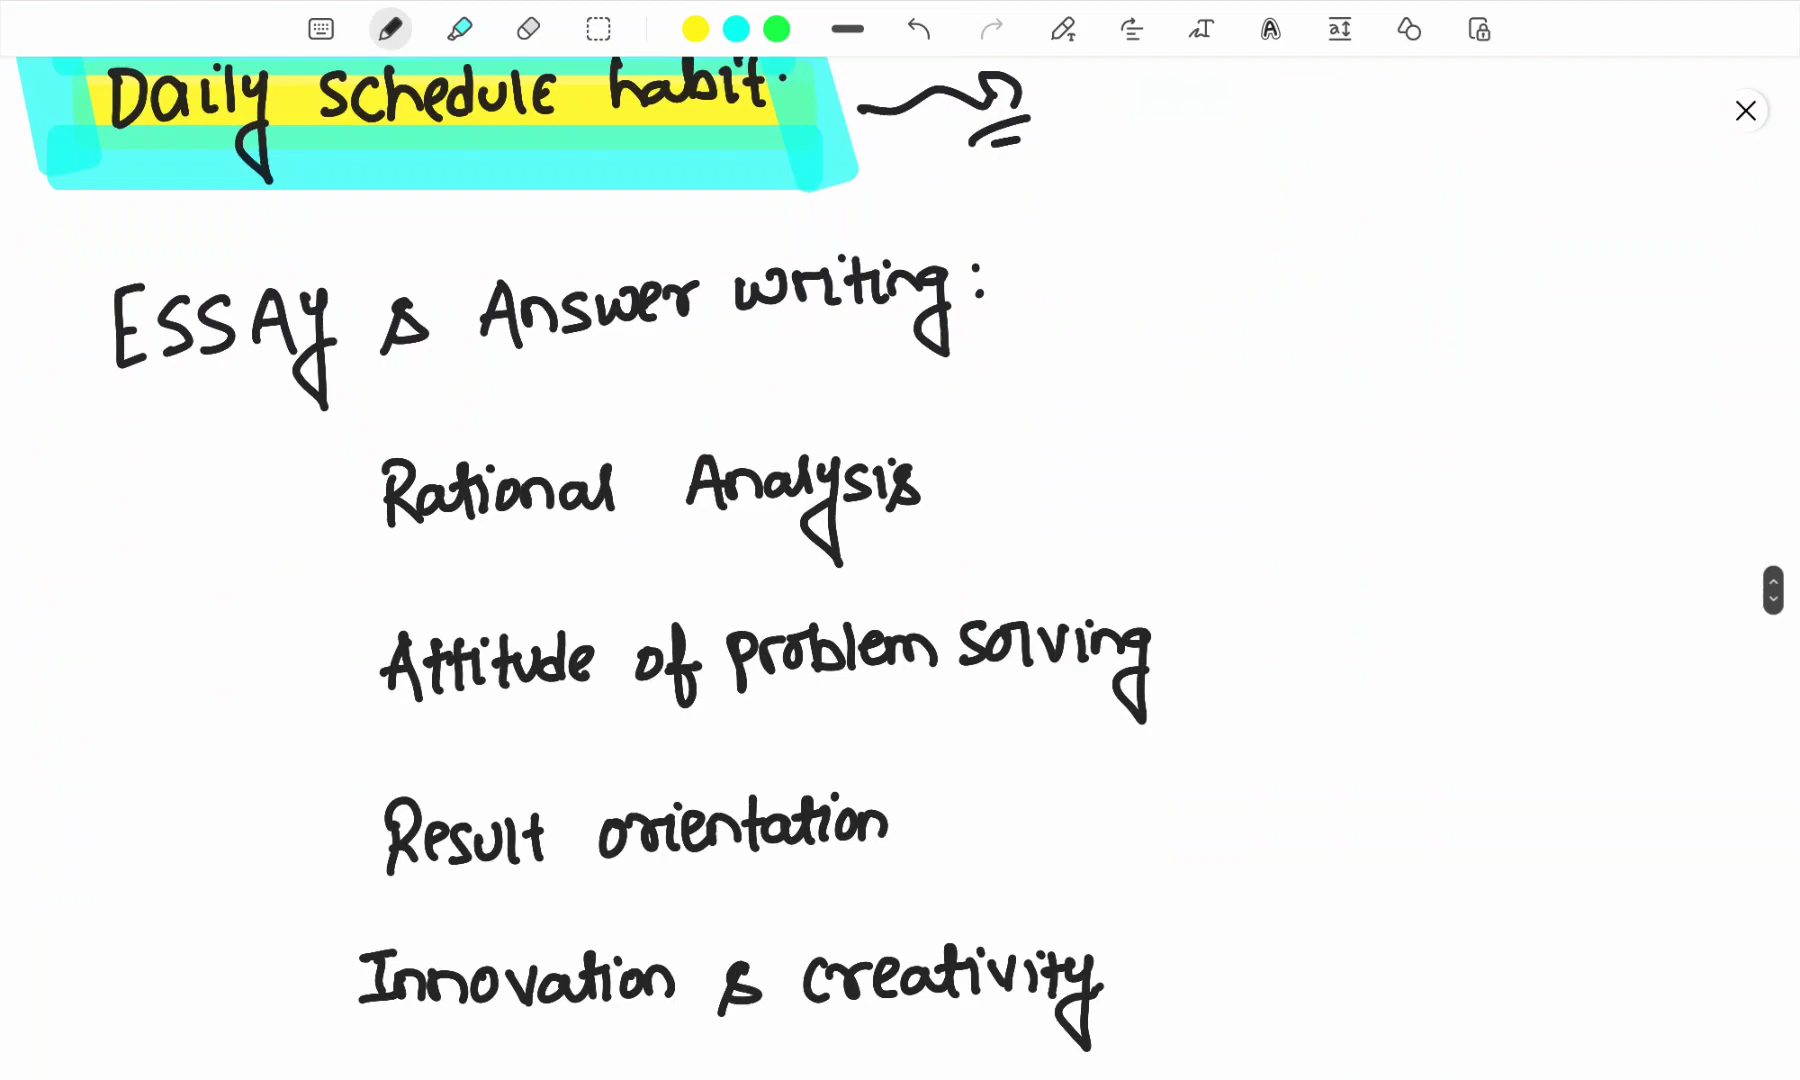 Daily schedule habit.
ESSAy & Answer writing:
Rational Analysis
Attitude of problem solving
Result orientation
Innovation & creativity